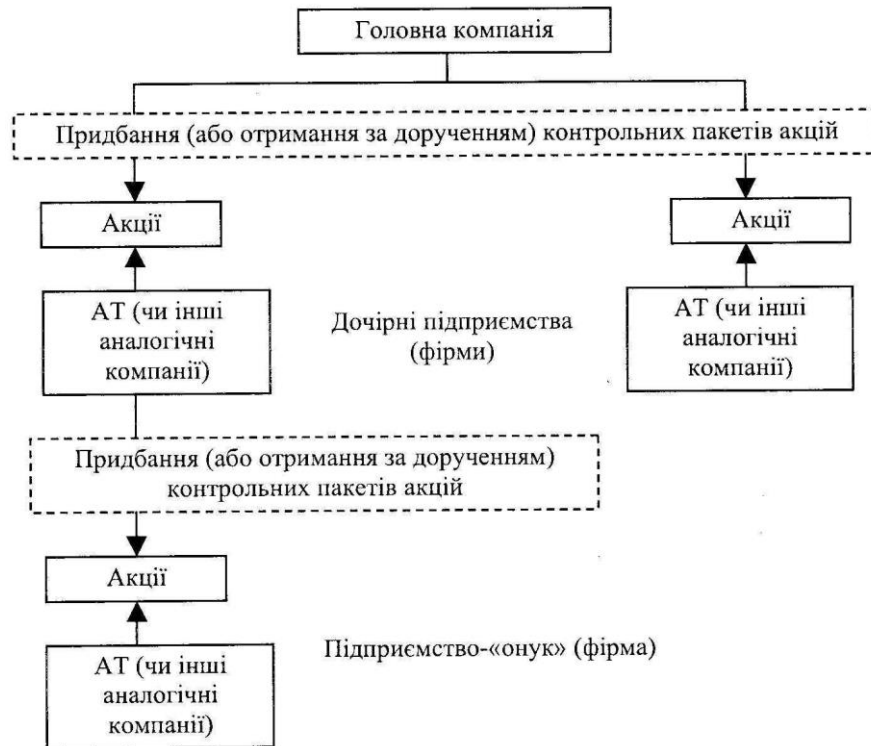 Головна компанія
Придбання (або отримання за дорученням) контрольних пакетів акцій
Акції
Акції
АТ (чи інші
аналогічні
компанії)
Дочірні підприємства
(фірми)
АТ (чи інші
аналогічні
компанії)
Придбання (або отримання за дорученням)
контрольних пакетів акцій
Акції
АТ (чи інші
аналогічні
компанії)
Підприємство-«онук» (фірма)